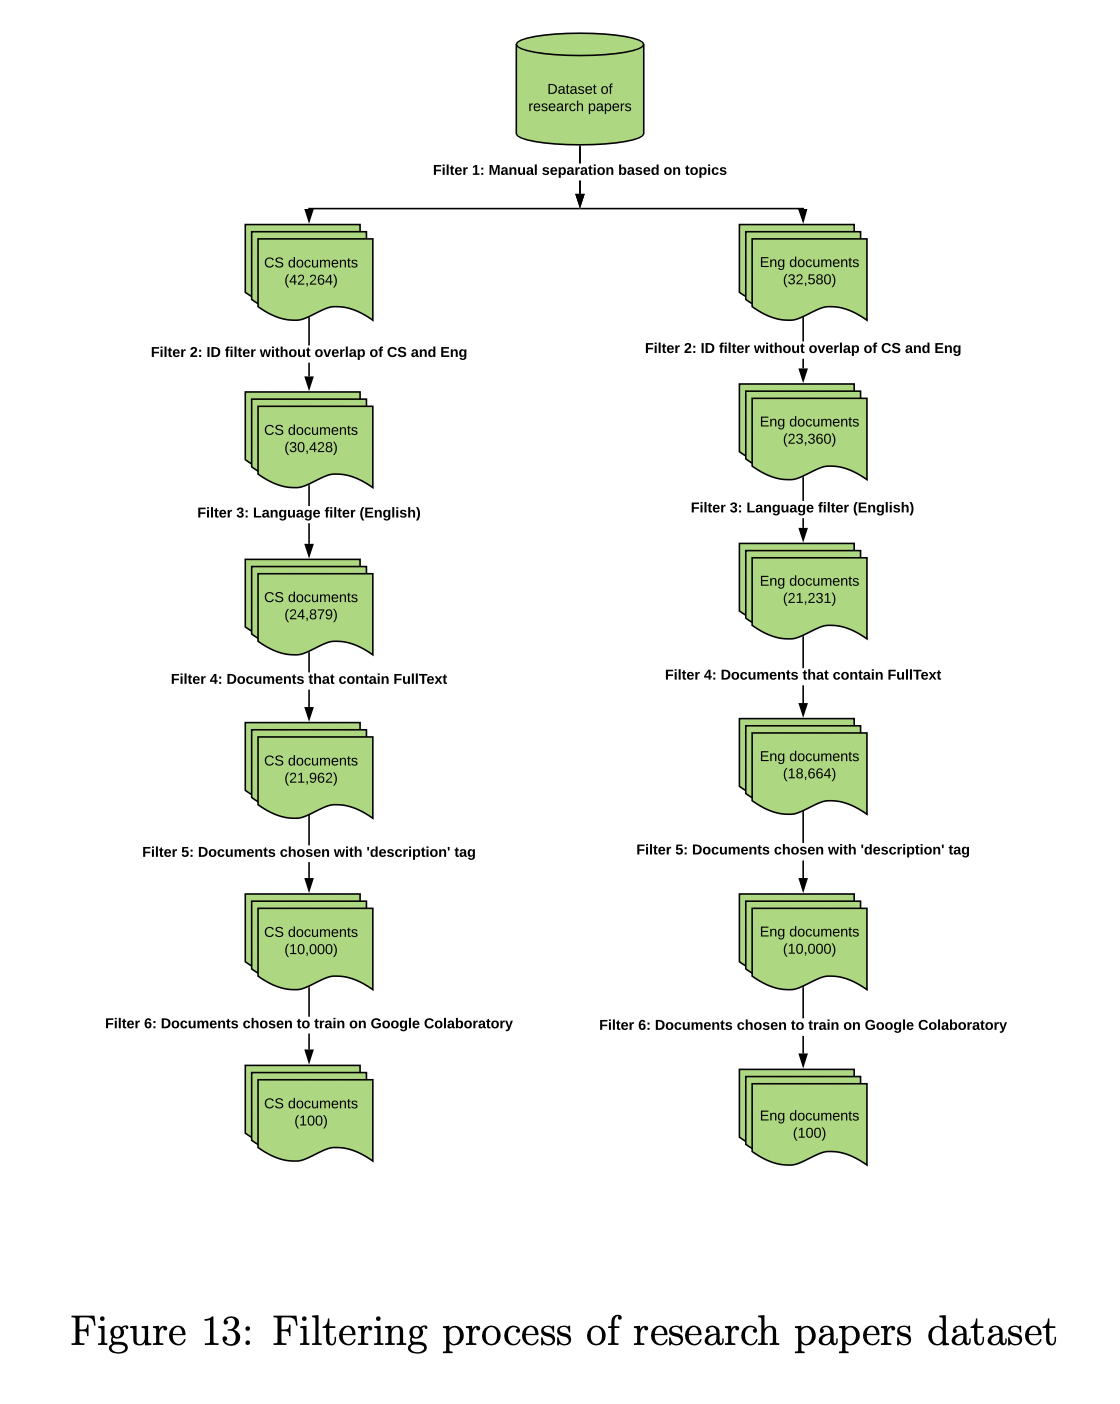 Dataset of
research papers
Filter 1: Manual separation based on topics
CS documents
(42,264)
Eng documents
(32,580)
Filter 2: ID filter without overlap of CS and Eng
Filter 2: ID filter without overlap of CS and Eng
CS documents
(30,428)
Eng documents
(23,360)
Filter 3: Language filter (English)
Filter 3: Language filter (English)
CS documents
(24,879)
Eng documents
(21,231)
Filter 4: Documents that contain FullText
Filter 4: Documents that contain FullText
CS documents
(21,962)
Eng documents
(18,664)
Filter 5: Documents chosen with 'description' tag
Filter 5: Documents chosen with 'description' tag
CS documents
(10,000)
Eng documents
(10,000)
Filter 6: Documents chosen to train on Google Colaboratory
Filter 6: Documents chosen to train on Google Colaboratory
CS documents
(100)
Eng documents
(100)
Figure 13: Filtering process of research papers dataset